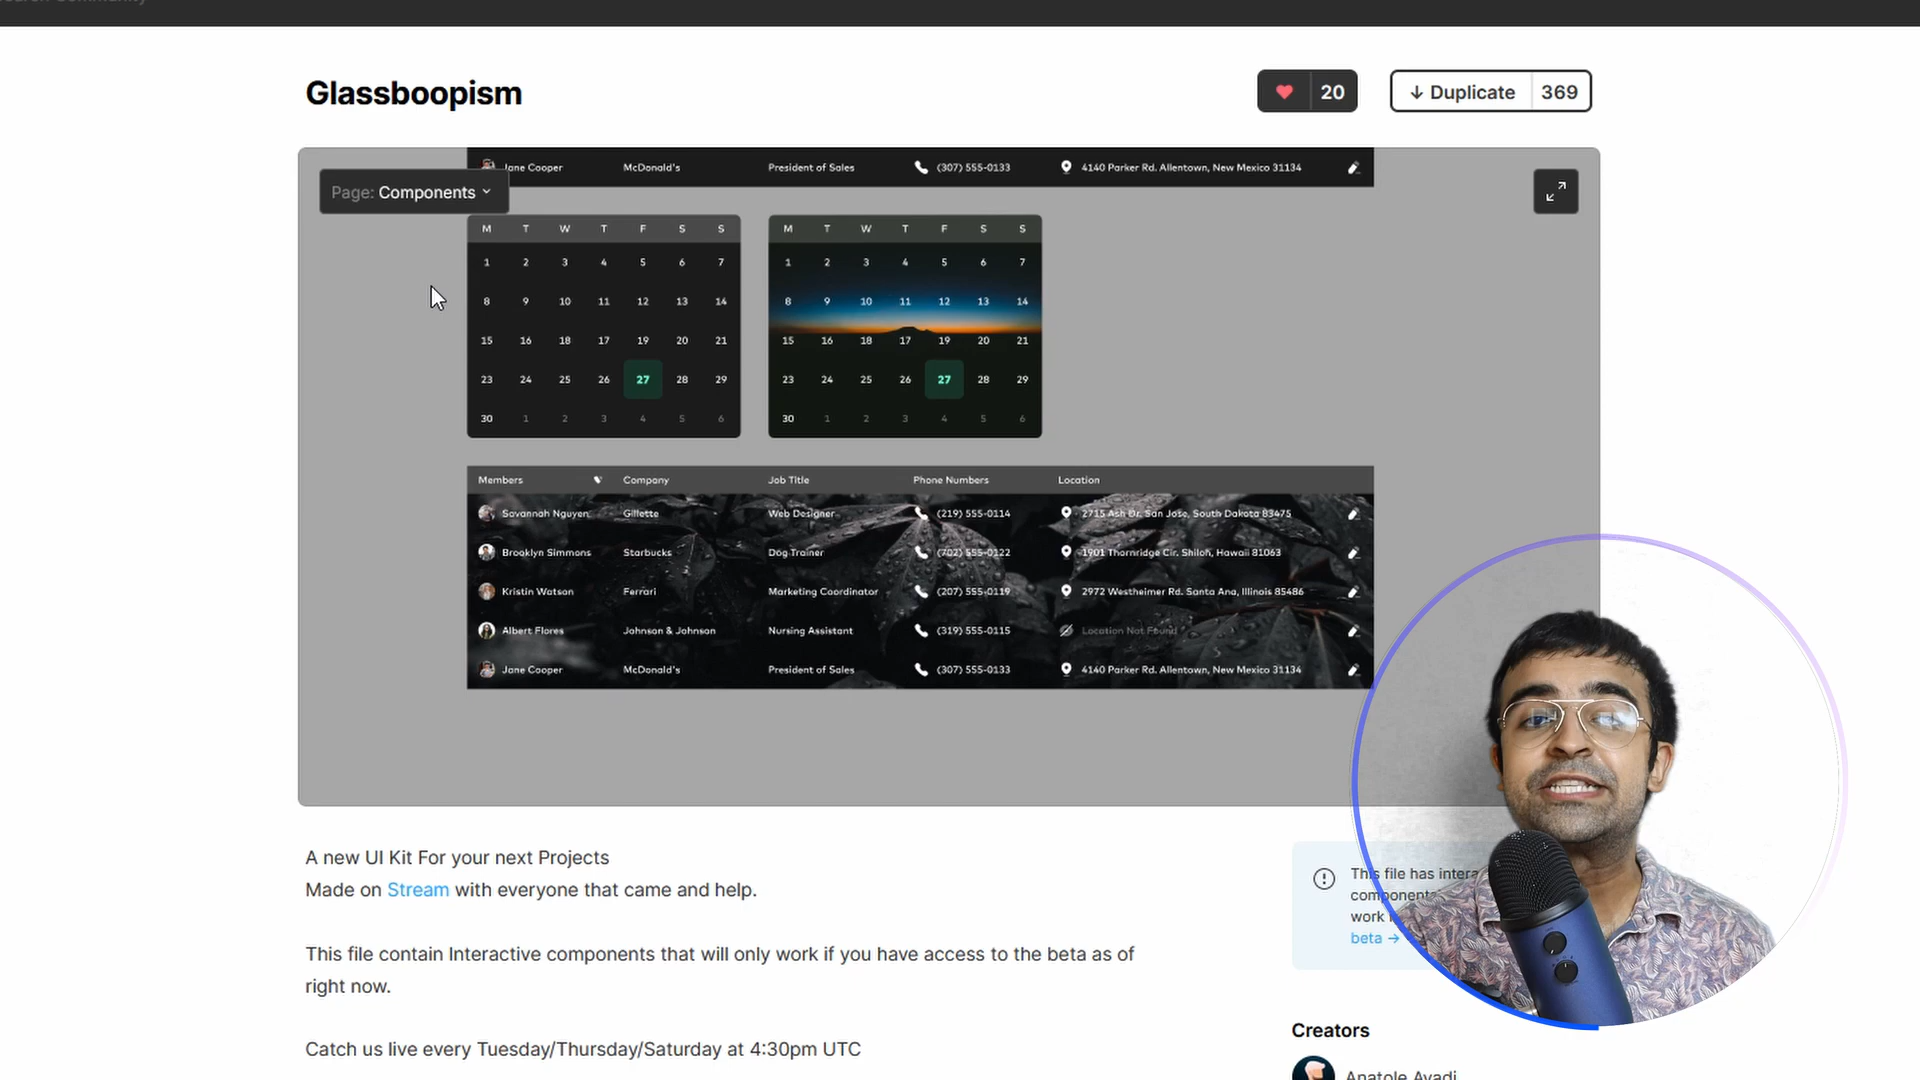 Glassboopism
20
Duplicate 369
Page: Components
Jane Cooper McDonald's President of Sales (307) 555-0133 4140 Parker Rd. Allentown, New Mexico 31134
M T W T F S S
1 2 3 4 5 6 7
8 9 10 11 12 13 14
15 16 18 17 19 20 21
23 24 25 26 27 28 29
30 1 2 3 4 5 6
M T W T F S S
1 2 3 4 5 6 7
8 9 10 11 12 13 14
15 16 18 17 19 20 21
23 24 25 26 27 28 29
30 1 2 3 4 5 6
Members Company Job Title Phone Numbers Location
Savannah Nguyen Gillette Web Designer (219) 555-0114 2715 Ash Dr. San Jose, South Dakota 83475
Brooklyn Simmons Starbucks Dog Trainer (702) 555-0122 1901 Thornridge Cir. Shiloh, Hawaii 81063
Kristin Watson Ferrari Marketing Coordinator (207) 555-0119 2972 Westheimer Rd. Santa Ana, Illinois 85486
Albert Flores Johnson & Johnson Nursing Assistant (319) 555-0115 Location Not Found
Jane Cooper McDonald's President of Sales (307) 555-0133 4140 Parker Rd. Allentown, New Mexico 31134
A new UI Kit For your next Projects
Made on Stream with everyone that came and help.
This file contain Interactive components that will only work if you have access to the beta as of
right now.
Catch us live every Tuesday/Thursday/Saturday at 4:30pm UTC
This file has intera
component
work
beta →
Creators
Anatole Ayadi